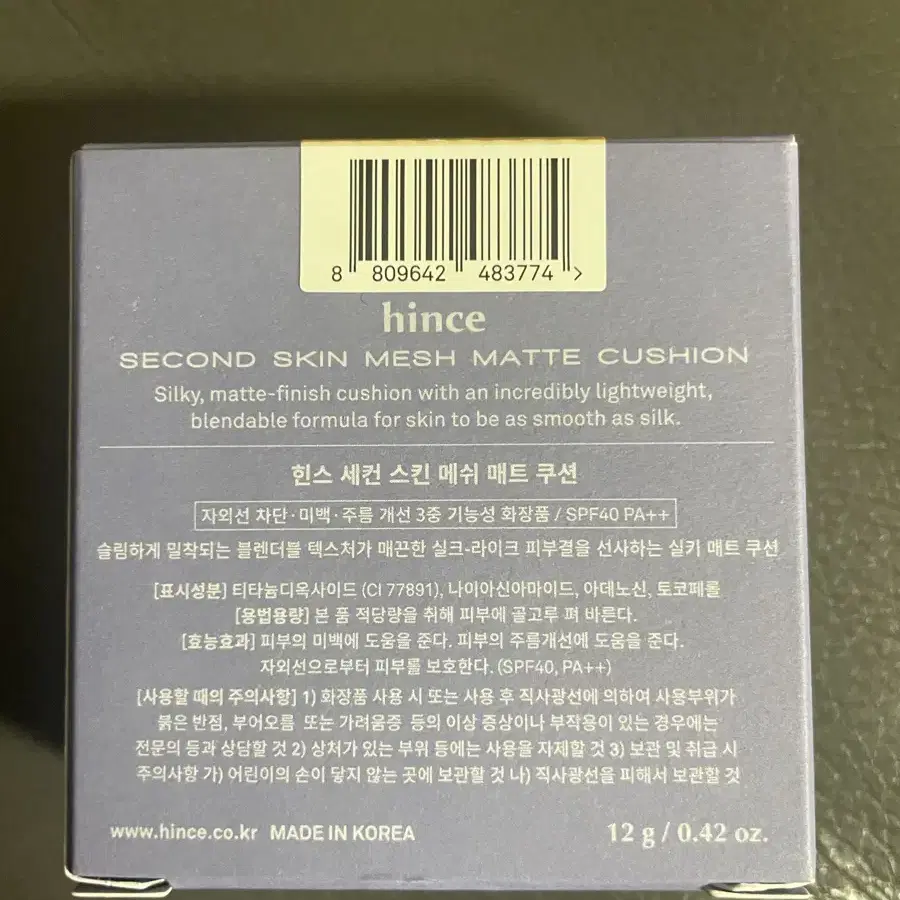 8 809642 483774 >
hince
SECOND SKIN MESH MATTE CUSHION
Silky, matte-finish cushion with an incredibly lightweight,
blendable formula for skin to be as smooth as silk.
힌스 세컨 스킨 메쉬 매트 쿠션
자외선 차단·미백·주름 개선 3중 기능성 화장품 / SPF40 PA++
슬림하게 밀착되는 블렌더블 텍스처가 매끈한 실크-라이크 피부결을 선사하는 실키 매트 쿠션
[표시성분] 티타늄디옥사이드 (CI 77891), 나이아신아마이드, 아데노신, 토코페롤
[용법용량] 본 품 적당량을 취해 피부에 골고루 펴 바른다.
[효능효과] 피부의 미백에 도움을 준다. 피부의 주름개선에 도움을 준다.
자외선으로부터 피부를 보호한다. (SPF40, PA++)
[사용할 때의 주의사항] 1) 화장품 사용 시 또는 사용 후 직사광선에 의하여 사용부위가
붉은 반점, 부어오름 또는 가려움증 등의 이상 증상이나 부작용이 있는 경우에는
전문의 등과 상담할 것 2) 상처가 있는 부위 등에는 사용을 자제할 것 3) 보관 및 취급 시
주의사항 가) 어린이의 손이 닿지 않는 곳에 보관할 것 나) 직사광선을 피해서 보관할 것
www.hince.co.kr MADE IN KOREA 12 g / 0.42 oz.